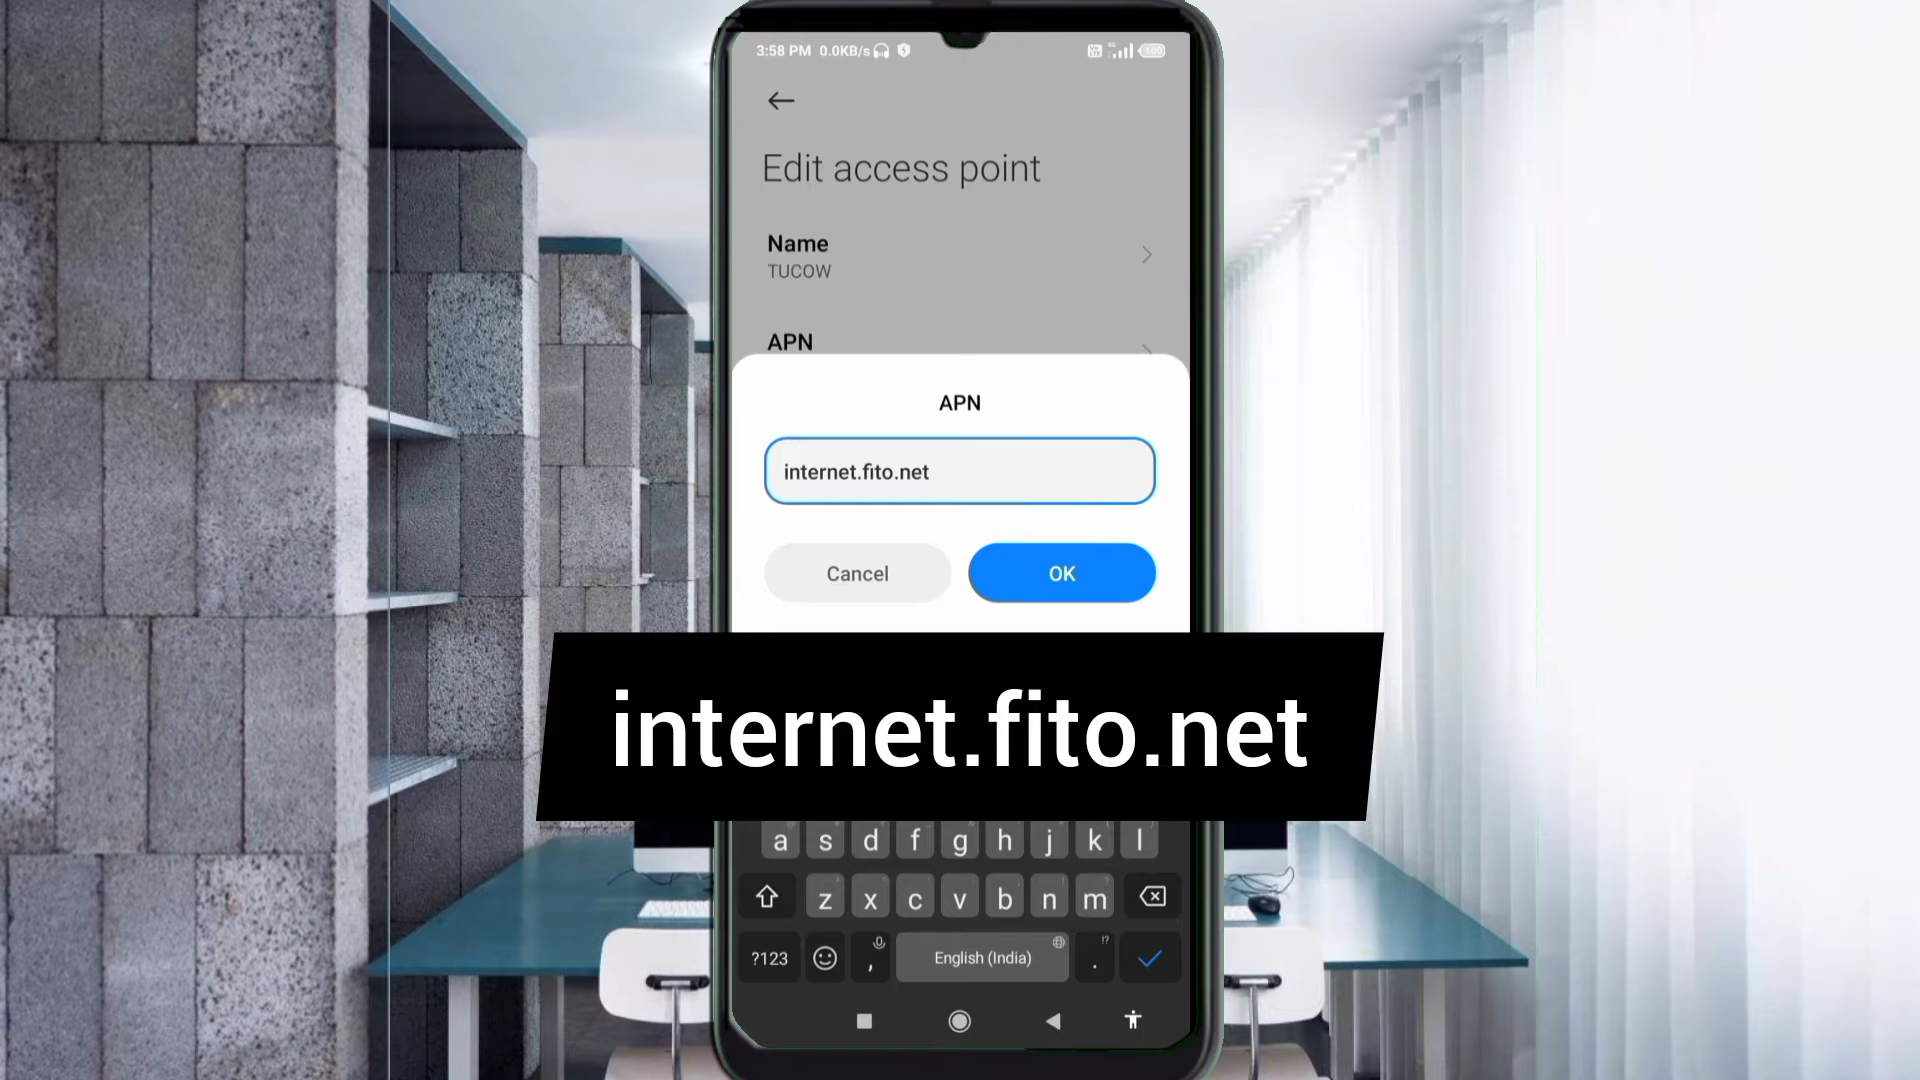 3:58 PM 0.0KB/s
Edit access point
Name
TUCOW
APN
APN
internet.fito.net
Cancel OK
internet.fito.net
a s d f g h j k l
z x c v b n m
?123 , English (India) . !?